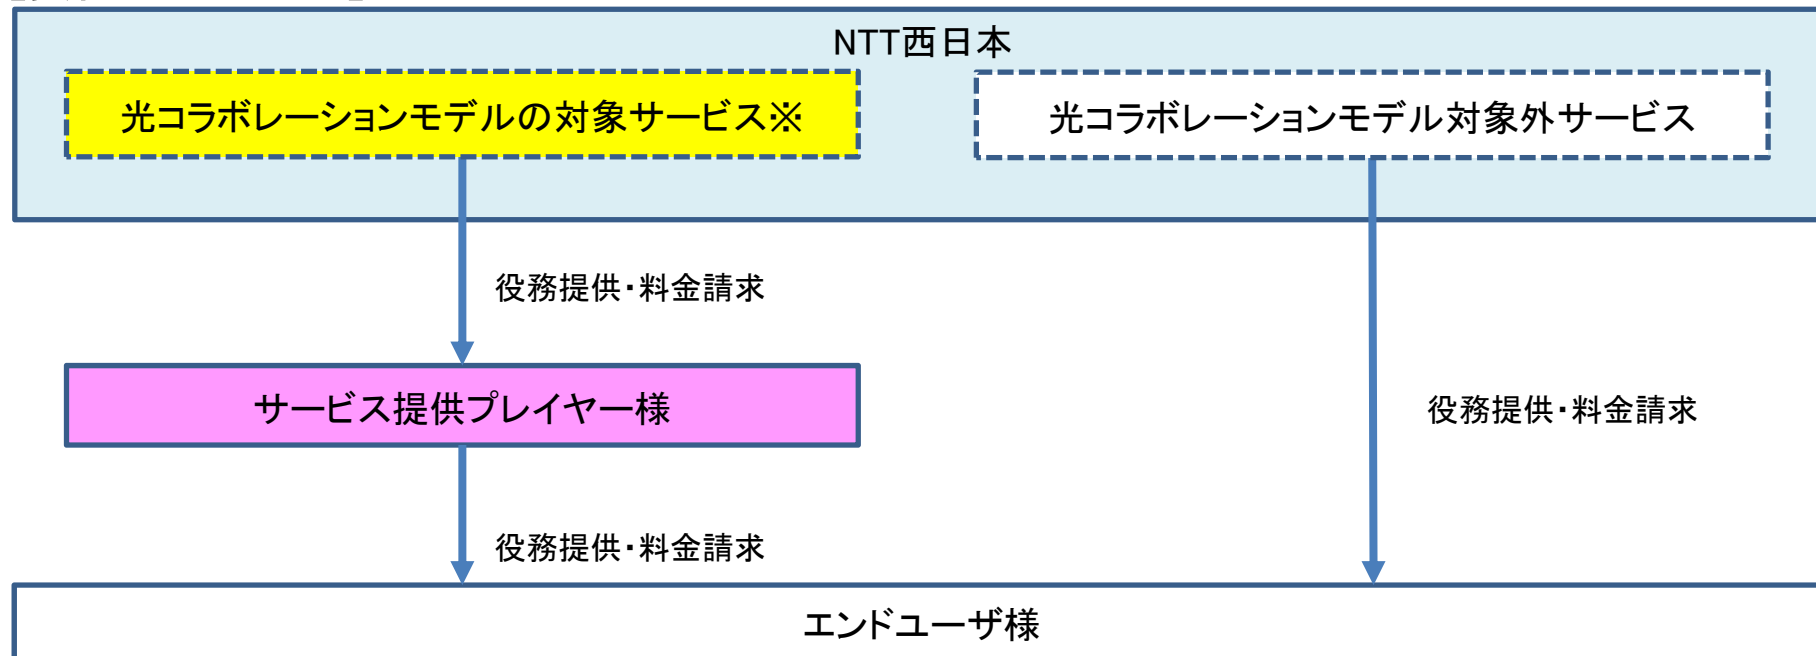 NTT西日本
光コラボレーションモデルの対象サービス※
光コラボレーションモデル対象外サービス
役務提供・料金請求
サービス提供プレイヤー様
役務提供・料金請求
役務提供・料金請求
エンドユーザ様